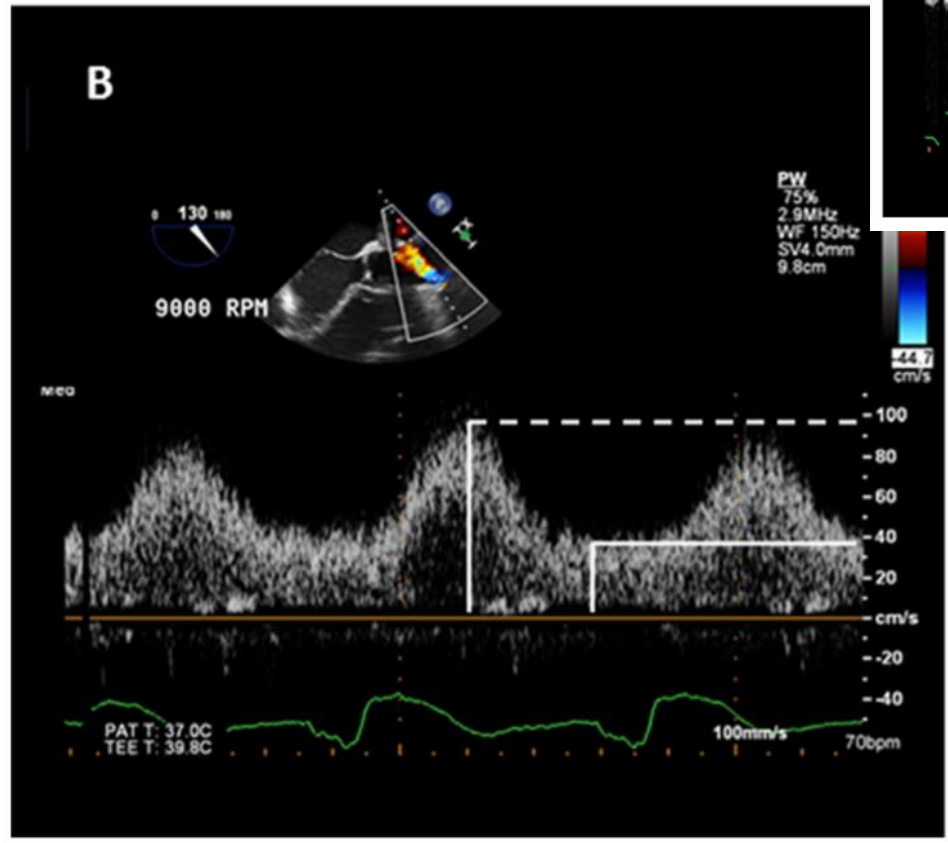 B
0 130 180
9000 RPM
PW
75%
2.9MHz
WF 150Hz
SV4.0mm
9.8cm
-44.7
cm/s
Med
100
80
60
40
20
cm/s
-20
-40
PAT T: 37.0C
TEE T: 39.8C
100mm/s
70bpm